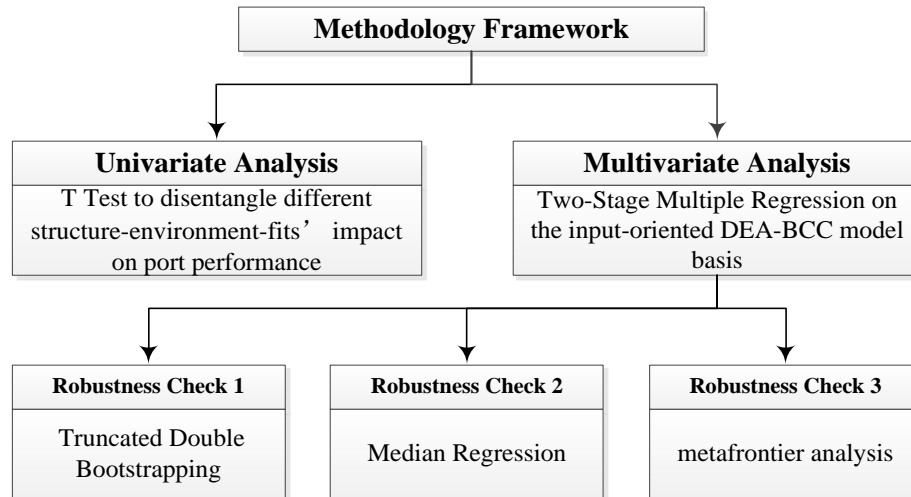 Methodology Framework
Univariate Analysis
T Test to disentangle different
structure-environment-fits’ impact
on port performance
Multivariate Analysis
Two-Stage Multiple Regression on
the input-oriented DEA-BCC model
basis
Robustness Check 1
Truncated Double
Bootstrapping
Robustness Check 2
Median Regression
Robustness Check 3
metafrontier analysis